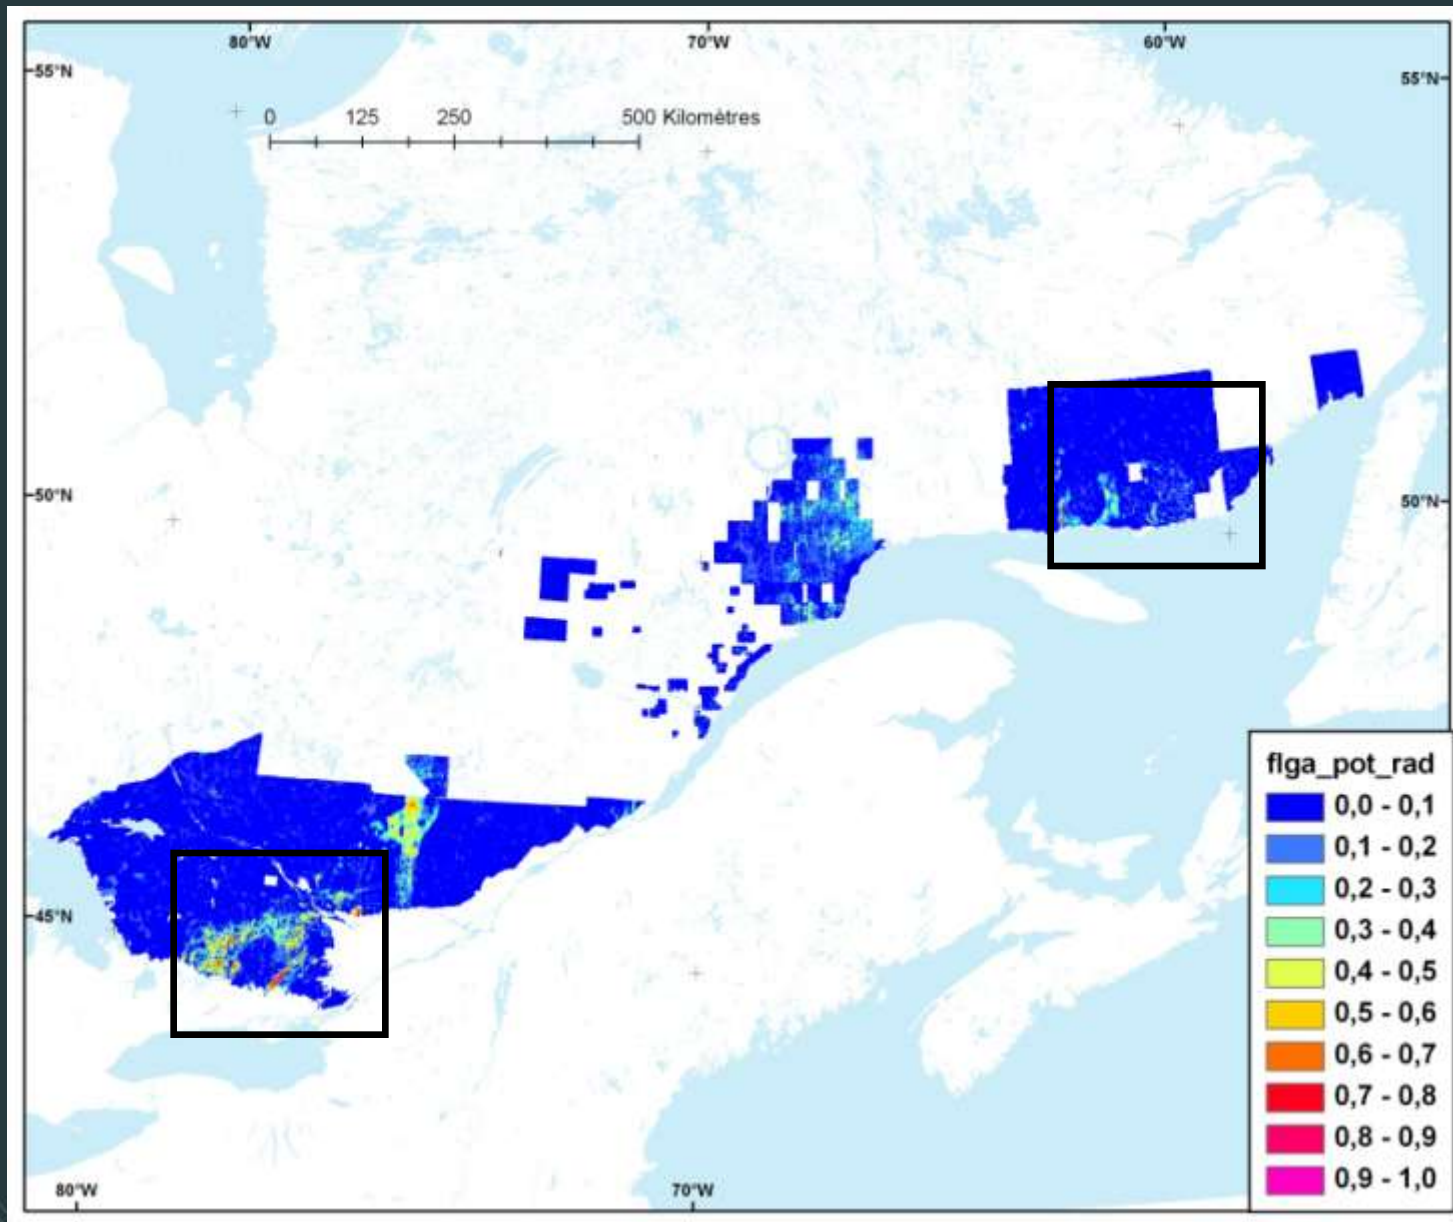 80°W 70°W 60°W
55°N 55°N
0 125 250 500 Kilomètres
50°N 50°N
45°N
flga_pot_rad
0,0 - 0,1
0,1 - 0,2
0,2 - 0,3
0,3 - 0,4
0,4 - 0,5
0,5 - 0,6
0,6 - 0,7
0,7 - 0,8
0,8 - 0,9
0,9 - 1,0
80°W 70°W